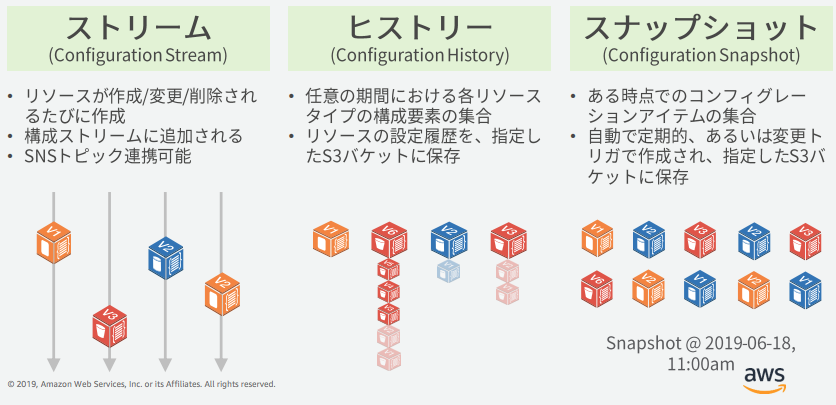 ストリーム
(Configuration Stream)
• リソースが作成/変更/削除され
るたびに作成
• 構成ストリームに追加される
• SNSトピック連携可能
V1
V3
V2
V2
© 2019, Amazon Web Services, Inc. or its Affiliates. All rights reserved.
ヒストリー
(Configuration History)
• 任意の期間における各リソース
タイプの構成要素の集合
• リソースの設定履歴を、指定し
たS3バケットに保存
V1 V6 V2 V3
スナップショット
(Configuration Snapshot)
• ある時点でのコンフィグレー
ションアイテムの集合
• 自動で定期的、あるいは変更ト
リガで作成され、指定したS3バ
ケットに保存
V1 V2 V3 V2 V3
V6 V2 V1 V2 V1
Snapshot @ 2019-06-18,
11:00am
aws